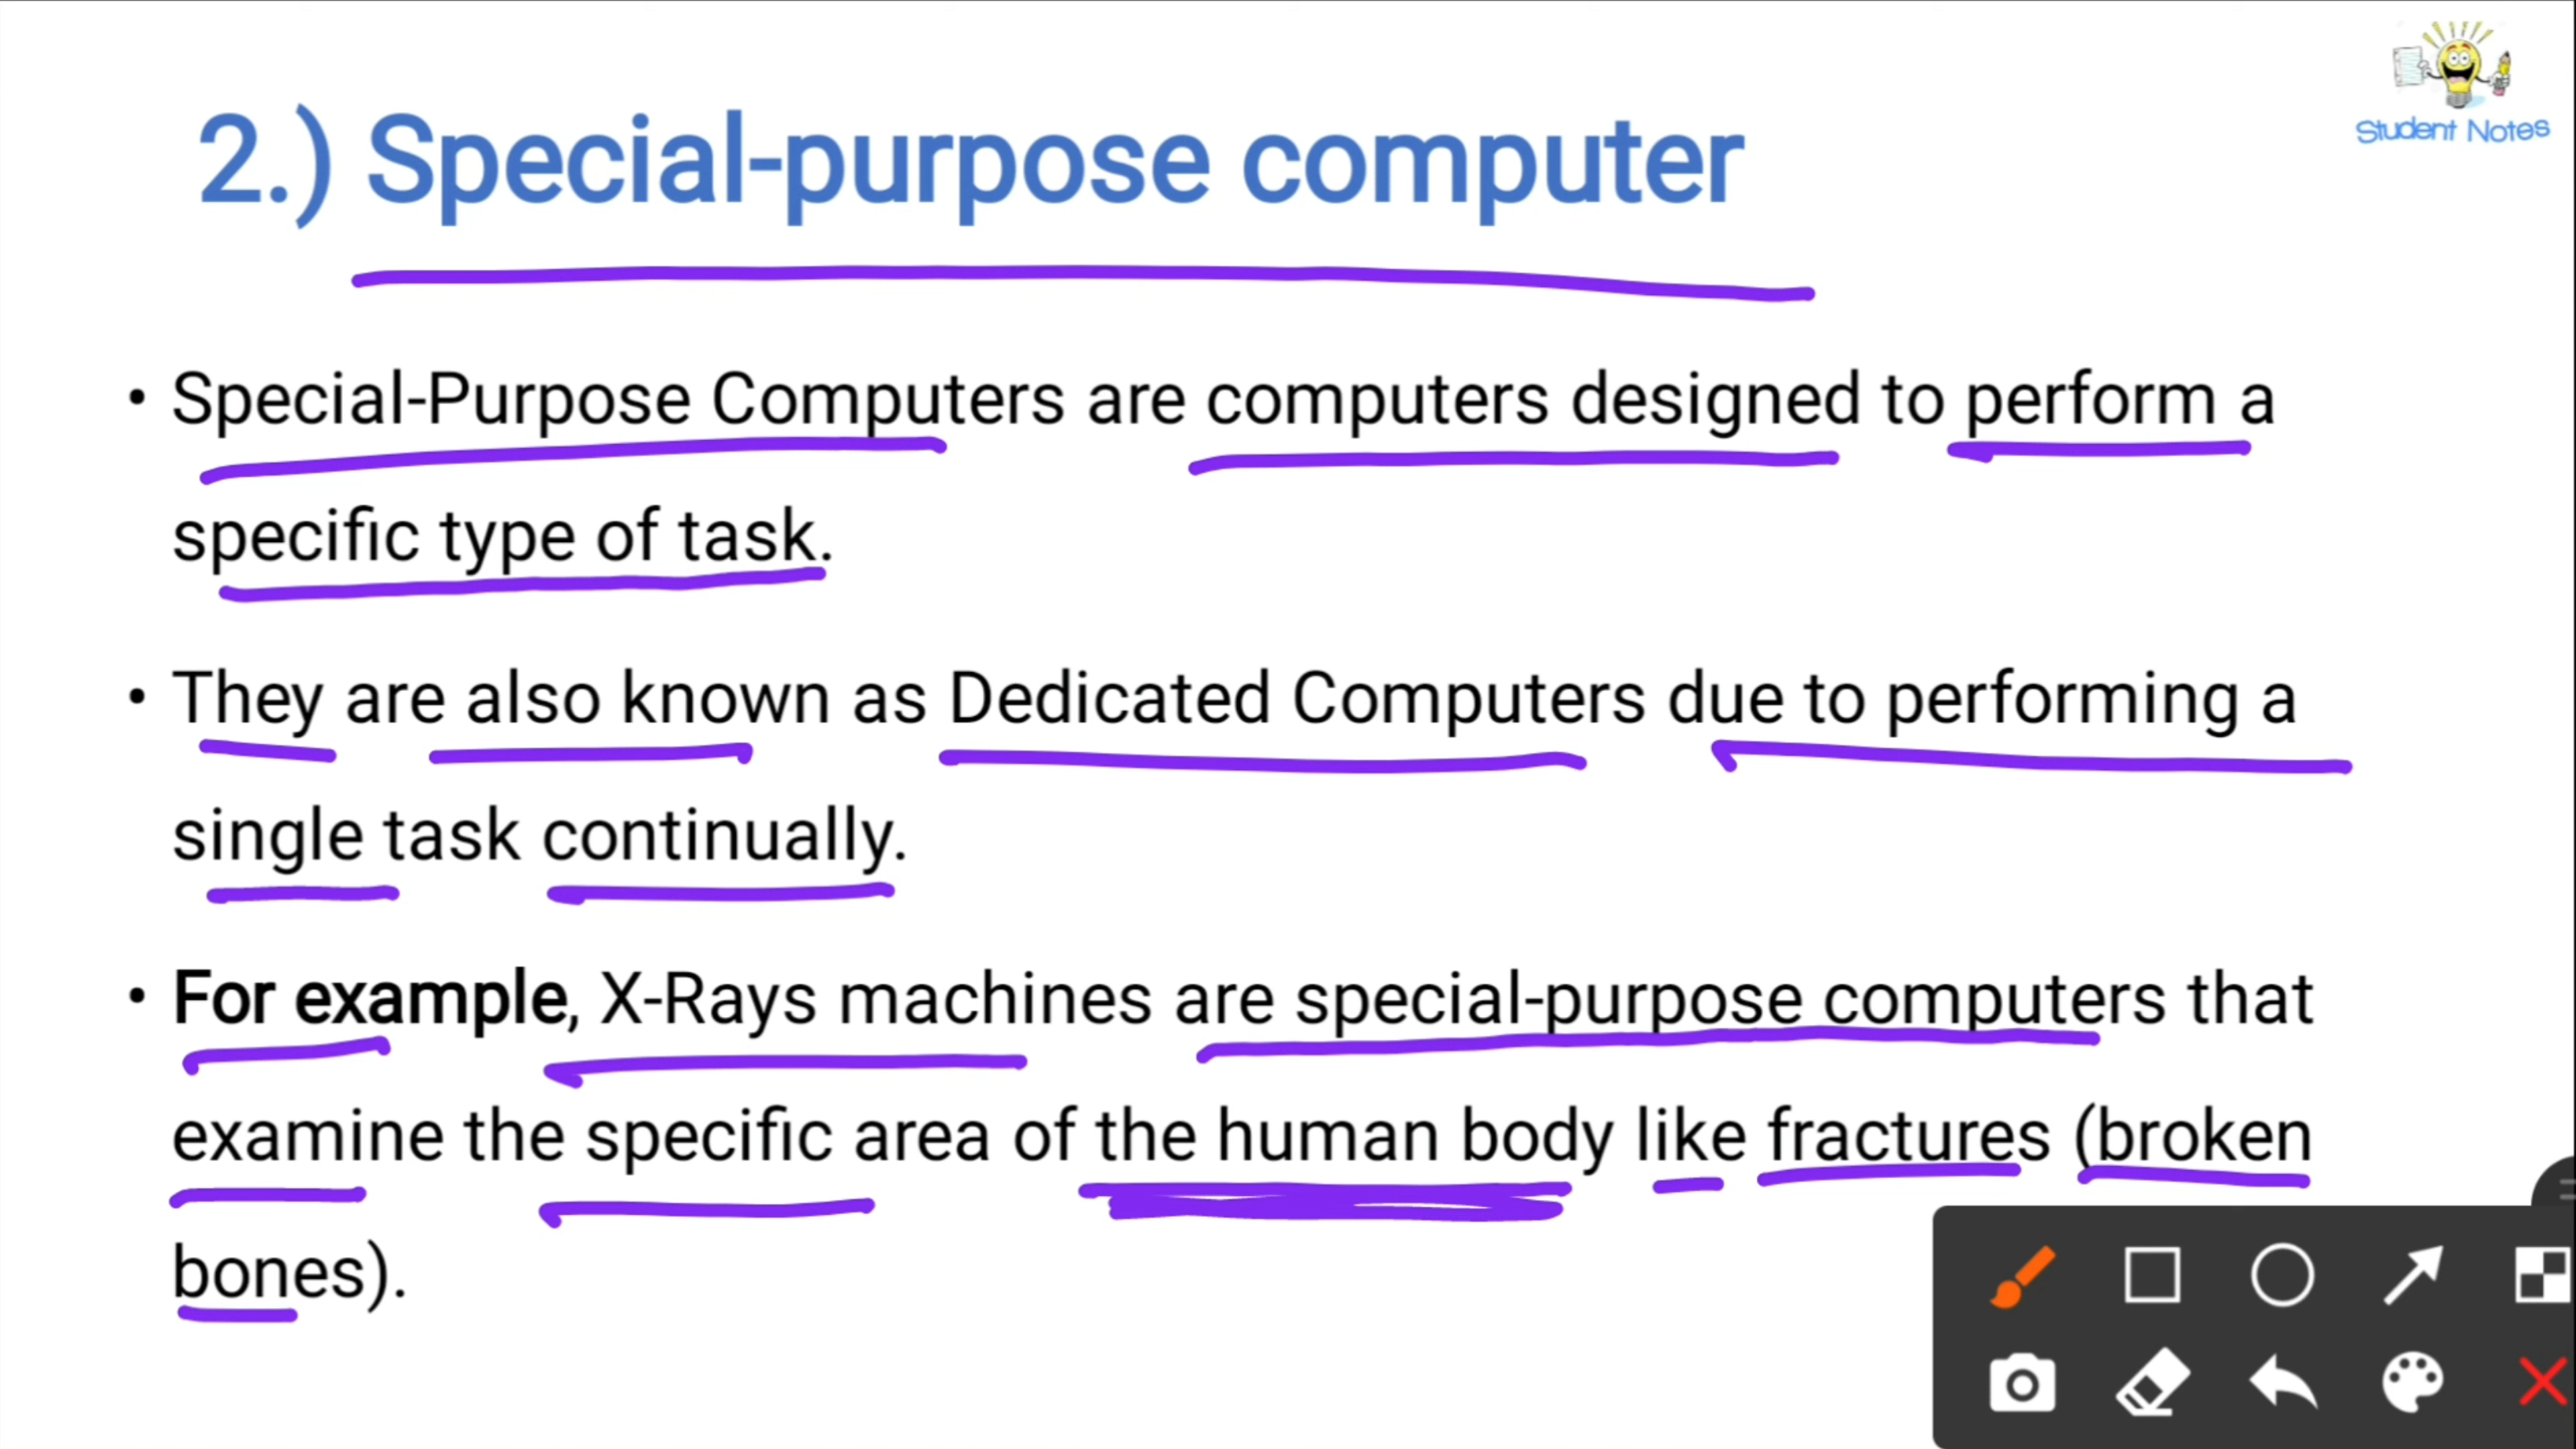 Student Notes
2.) Special-purpose computer
• Special-Purpose Computers are computers designed to perform a
specific type of task.
• They are also known as Dedicated Computers due to performing a
single task continually.
• For example, X-Rays machines are special-purpose computers that
examine the specific area of the human body like fractures (broken
bones).